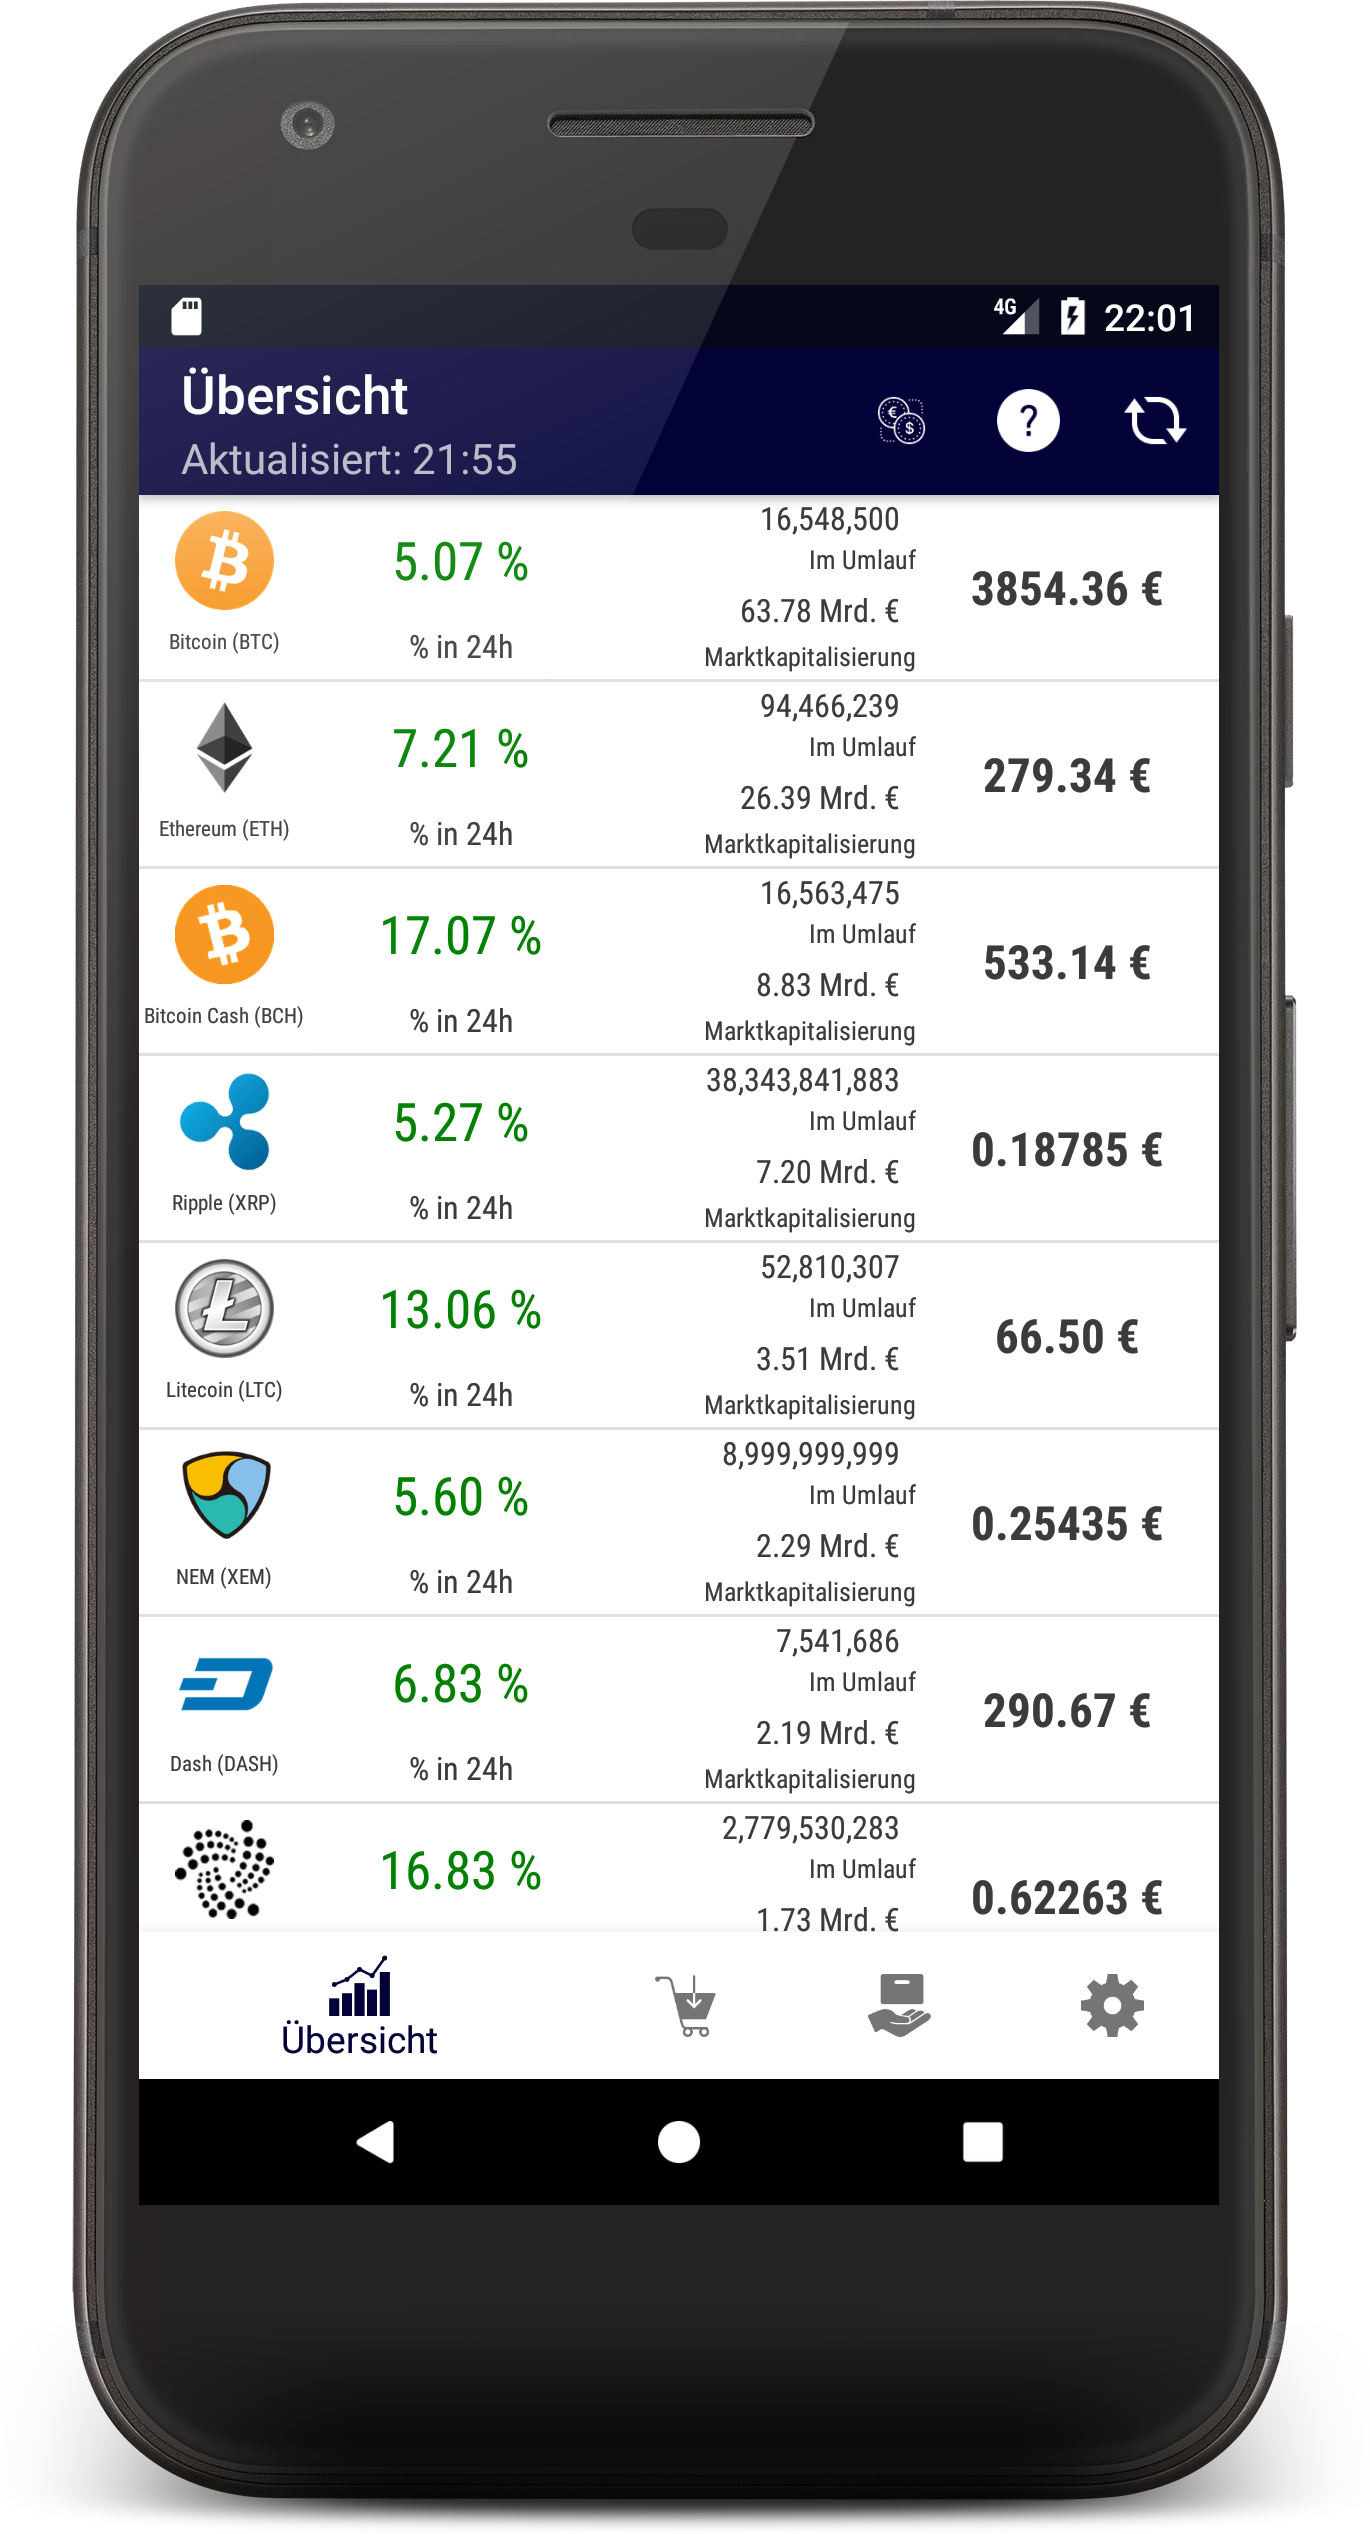 4G 22:01
Übersicht
Aktualisiert: 21:55
€ $ ?
16,548,500
5.07 %
Im Umlauf
3854.36 €
63.78 Mrd. €
Bitcoin (BTC)
% in 24h
Marktkapitalisierung
94,466,239
7.21 %
Im Umlauf
279.34 €
26.39 Mrd. €
Ethereum (ETH)
% in 24h
Marktkapitalisierung
16,563,475
17.07 %
Im Umlauf
533.14 €
8.83 Mrd. €
Bitcoin Cash (BCH)
% in 24h
Marktkapitalisierung
38,343,841,883
5.27 %
Im Umlauf
0.18785 €
7.20 Mrd. €
Ripple (XRP)
% in 24h
Marktkapitalisierung
52,810,307
13.06 %
Im Umlauf
66.50 €
3.51 Mrd. €
Litecoin (LTC)
% in 24h
Marktkapitalisierung
8,999,999,999
5.60 %
Im Umlauf
0.25435 €
2.29 Mrd. €
NEM (XEM)
% in 24h
Marktkapitalisierung
7,541,686
6.83 %
Im Umlauf
290.67 €
2.19 Mrd. €
Dash (DASH)
% in 24h
Marktkapitalisierung
2,779,530,283
16.83 %
Im Umlauf
0.62263 €
1.73 Mrd. €
Übersicht